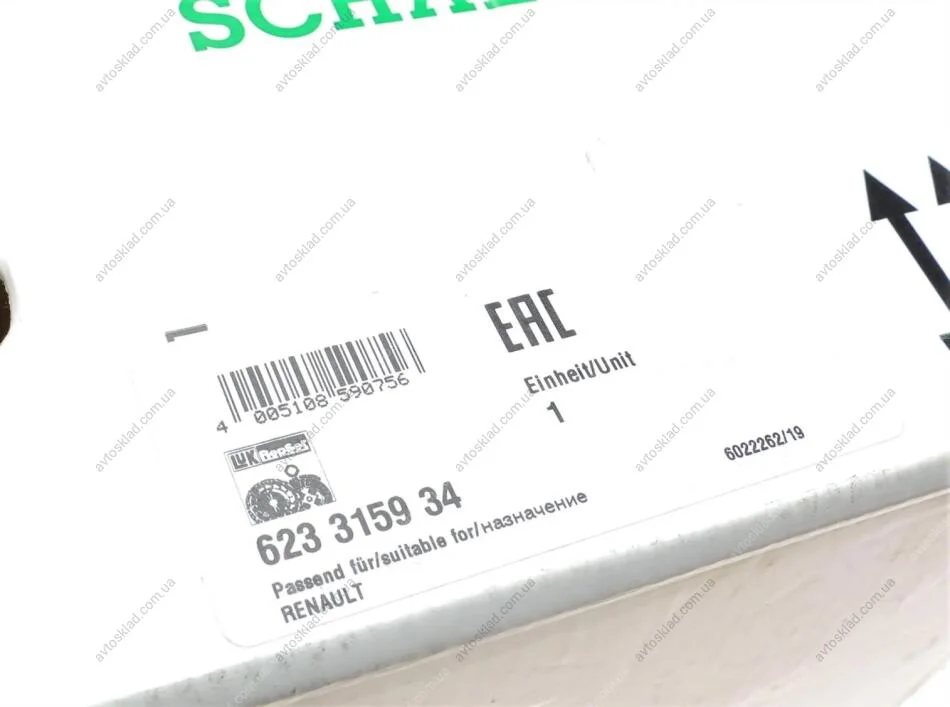 SCHAE
EAC
4 005108 590756
Einheit/Unit
1
LuK RepSet
6022262/19
623 3159 34
Passend für/suitable for/назначение
RENAULT
avtosklad.com.ua